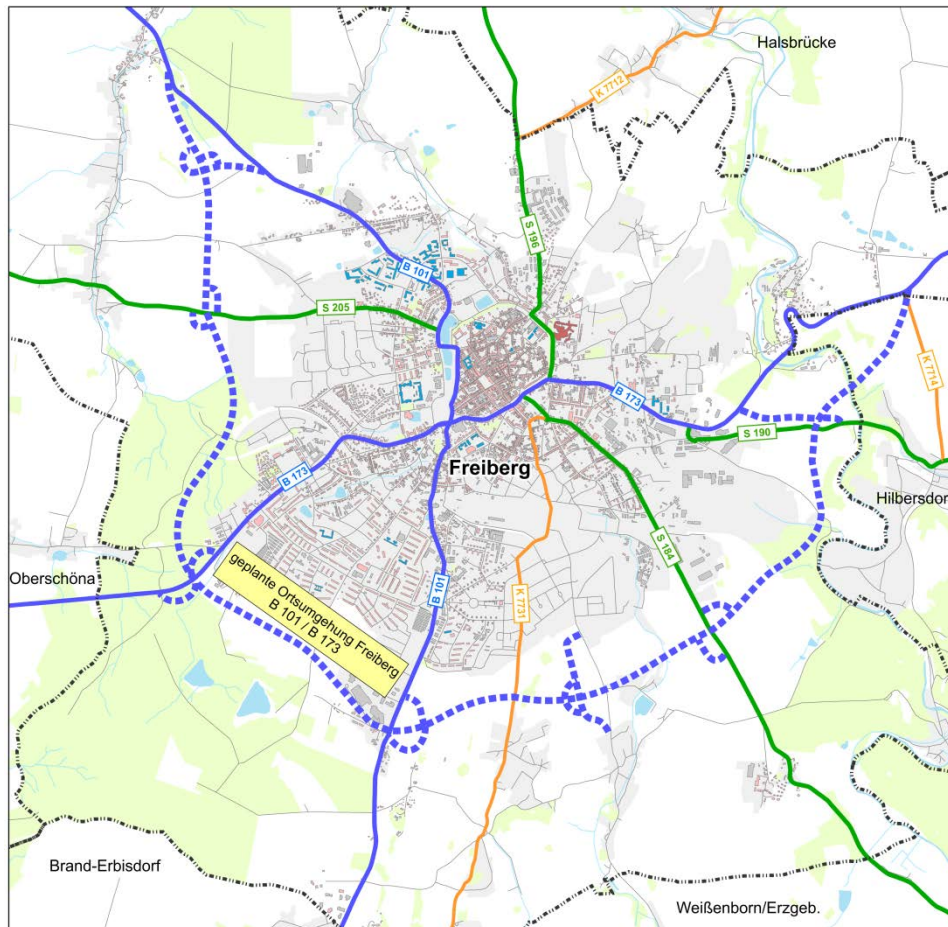 Halsbrücke
K 7712
S 196
B 101
S 205
B 173
K 7714
S 190
Freiberg
B 173
Hilbersdorf
S 184
Oberschöna
geplante Ortsumgehung Freiberg
B 101 / B 173
B 101
K 7731
Brand-Erbisdorf
Weißenborn/Erzgeb.